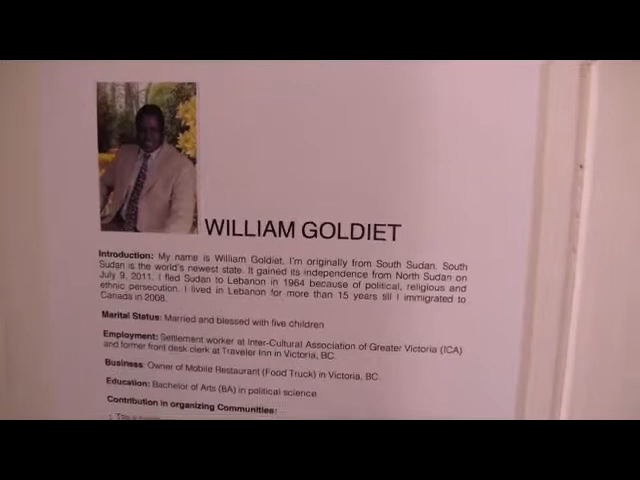 WILLIAM GOLDIET
Introduction: My name is William Goldiet, I'm originally from South Sudan. South
Sudan is the world's newest state. It gained its independence from North Sudan on
July 9, 2011. I fled Sudan to Lebanon in 1964 because of political, religious and
ethnic persecution. I lived in Lebanon for more than 15 years till I immigrated to
Canada in 2008.
Marital Status: Married and blessed with five children
Employment: Settlement worker at Inter-Cultural Association of Greater Victoria (ICA)
and former front desk clerk at Traveler Inn in Victoria, BC.
Business: Owner of Mobile Restaurant (Food Truck) in Victoria, BC.
Education: Bachelor of Arts (BA) in political science
Contribution in organizing Communities: